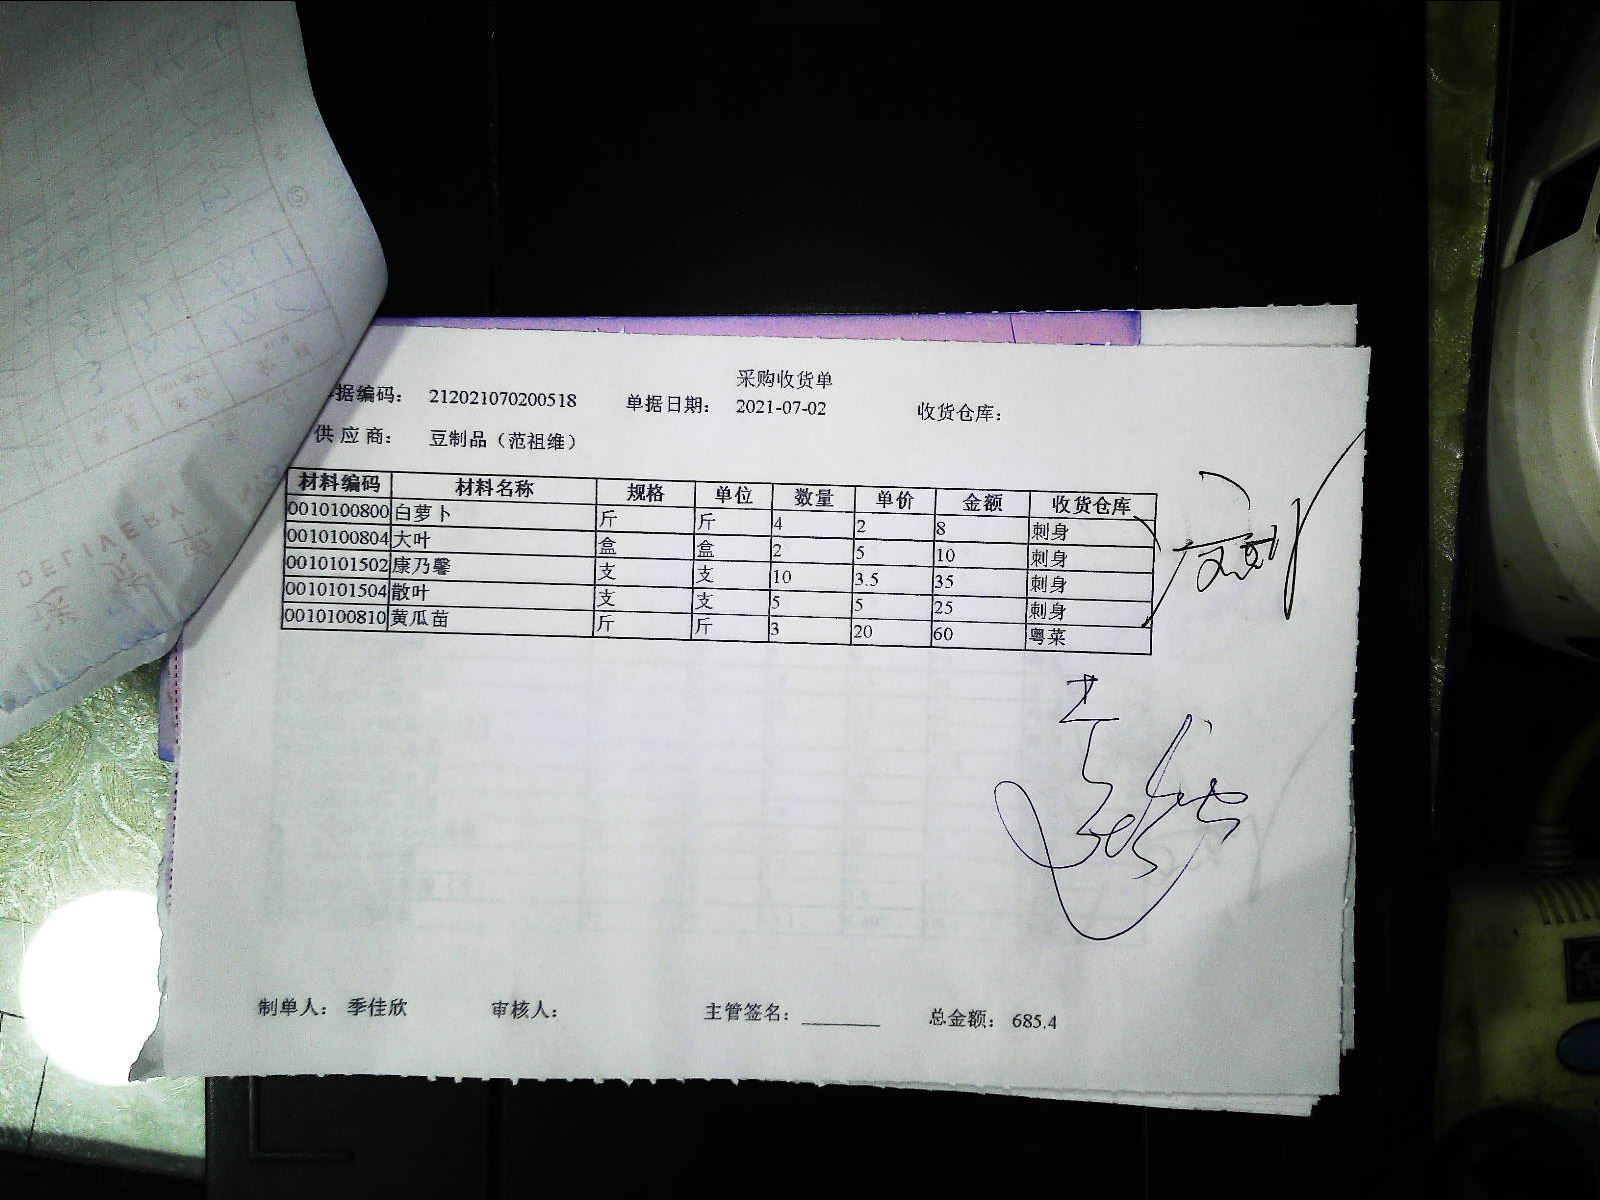 采购收货单
据编码： 212021070200518 单据日期： 2021-07-02 收货仓库：
供应商： 豆制品（范祖维）
材料编码 材料名称 规格 单位 数量 单价 金额 收货仓库
0010100800 白萝卜 斤 斤 4 2 8 刺身
0010100804 大叶 盒 盒 2 5 10 刺身
0010101502 康乃馨 支 支 10 3.5 35 刺身
0010101504 散叶 支 支 5 5 25 刺身
0010100810 黄瓜苗 斤 斤 3 20 60 粤菜
制单人： 季佳欣 审核人： 主管签名： 总金额： 685.4
DELIVER